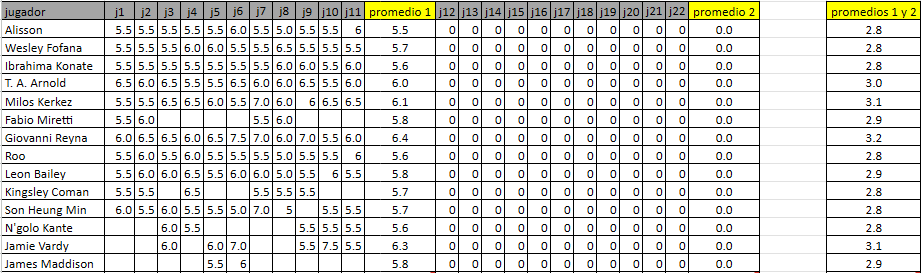 jugador j1 j2 j3 j4 j5 j6 j7 j8 j9 j10 j11 promedio 1 j12 j13 j14 j15 j16 j17 j18 j19 j20 j21 j22 promedio 2 promedios 1 y 2
Alisson 5.5 5.5 5.5 5.5 5.5 6.0 5.5 5.0 5.5 5.5 6 5.5 0 0 0 0 0 0 0 0 0 0 0 0.0 2.8
Wesley Fofana 5.5 5.5 5.5 6.0 6.0 5.5 5.5 5.5 5.5 5.5 5.5 5.7 0 0 0 0 0 0 0 0 0 0 0 0.0 2.8
Ibrahima Konate 5.5 5.5 5.5 5.5 5.5 5.5 5.5 6.0 6.0 5.5 6.0 5.6 0 0 0 0 0 0 0 0 0 0 0 0.0 2.8
T. A. Arnold 6.5 6.0 6.5 5.5 5.5 6.5 6.0 6.0 6.5 5.5 6.0 6.0 0 0 0 0 0 0 0 0 0 0 0 0.0 3.0
Milos Kerkez 5.5 5.5 6.5 6.5 6.0 5.5 7.0 6.0 6 6.5 6.5 6.1 0 0 0 0 0 0 0 0 0 0 0 0.0 3.1
Fabio Miretti 5.5 6.0 5.5 6.0 5.8 0 0 0 0 0 0 0 0 0 0 0 0.0 2.9
Giovanni Reyna 6.0 6.5 6.5 6.0 6.5 7.5 7.0 6.0 7.0 5.5 6.0 6.4 0 0 0 0 0 0 0 0 0 0 0 0.0 3.2
Roo 5.5 6.0 5.5 6.0 5.5 5.5 5.5 5.0 5.5 5.5 6 5.6 0 0 0 0 0 0 0 0 0 0 0 0.0 2.8
Leon Bailey 5.5 6.0 6.0 6.5 5.5 6.0 6.0 5.0 5.5 6 5.5 5.8 0 0 0 0 0 0 0 0 0 0 0 0.0 2.9
Kingsley Coman 5.5 5.5 6.5 5.5 5.5 5.5 5.7 0 0 0 0 0 0 0 0 0 0 0 0.0 2.8
Son Heung Min 6.0 5.5 6.0 5.5 5.5 5.0 7.0 5 5.5 5.5 5.7 0 0 0 0 0 0 0 0 0 0 0 0.0 2.8
N'golo Kante 6.0 5.5 5.5 5.5 5.5 5.6 0 0 0 0 0 0 0 0 0 0 0 0.0 2.8
Jamie Vardy 6.0 6.0 7.0 5.5 7.5 5.5 6.3 0 0 0 0 0 0 0 0 0 0 0 0.0 3.1
James Maddison 5.5 6 5.8 0 0 0 0 0 0 0 0 0 0 0 0.0 2.9